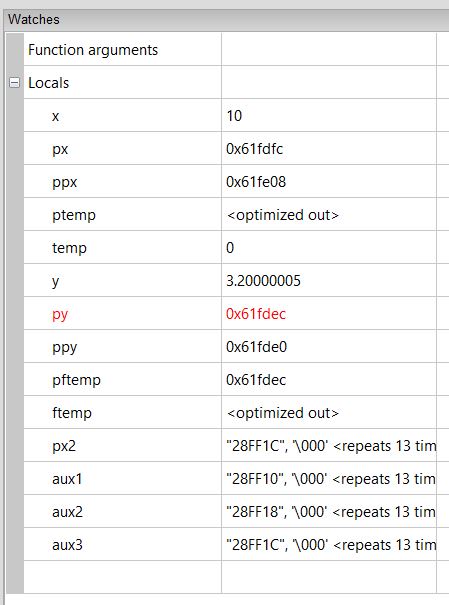 Watches
Function arguments
Locals
x 10
px 0x61fdfc
ppx 0x61fe08
ptemp <optimized out>
temp 0
y 3.20000005
py 0x61fdec
ppy 0x61fde0
pftemp 0x61fdec
ftemp <optimized out>
px2 "28FF1C", '\000' <repeats 13 tim
aux1 "28FF10", '\000' <repeats 13 tim
aux2 "28FF18", '\000' <repeats 13 tim
aux3 "28FF1C", '\000' <repeats 13 tim